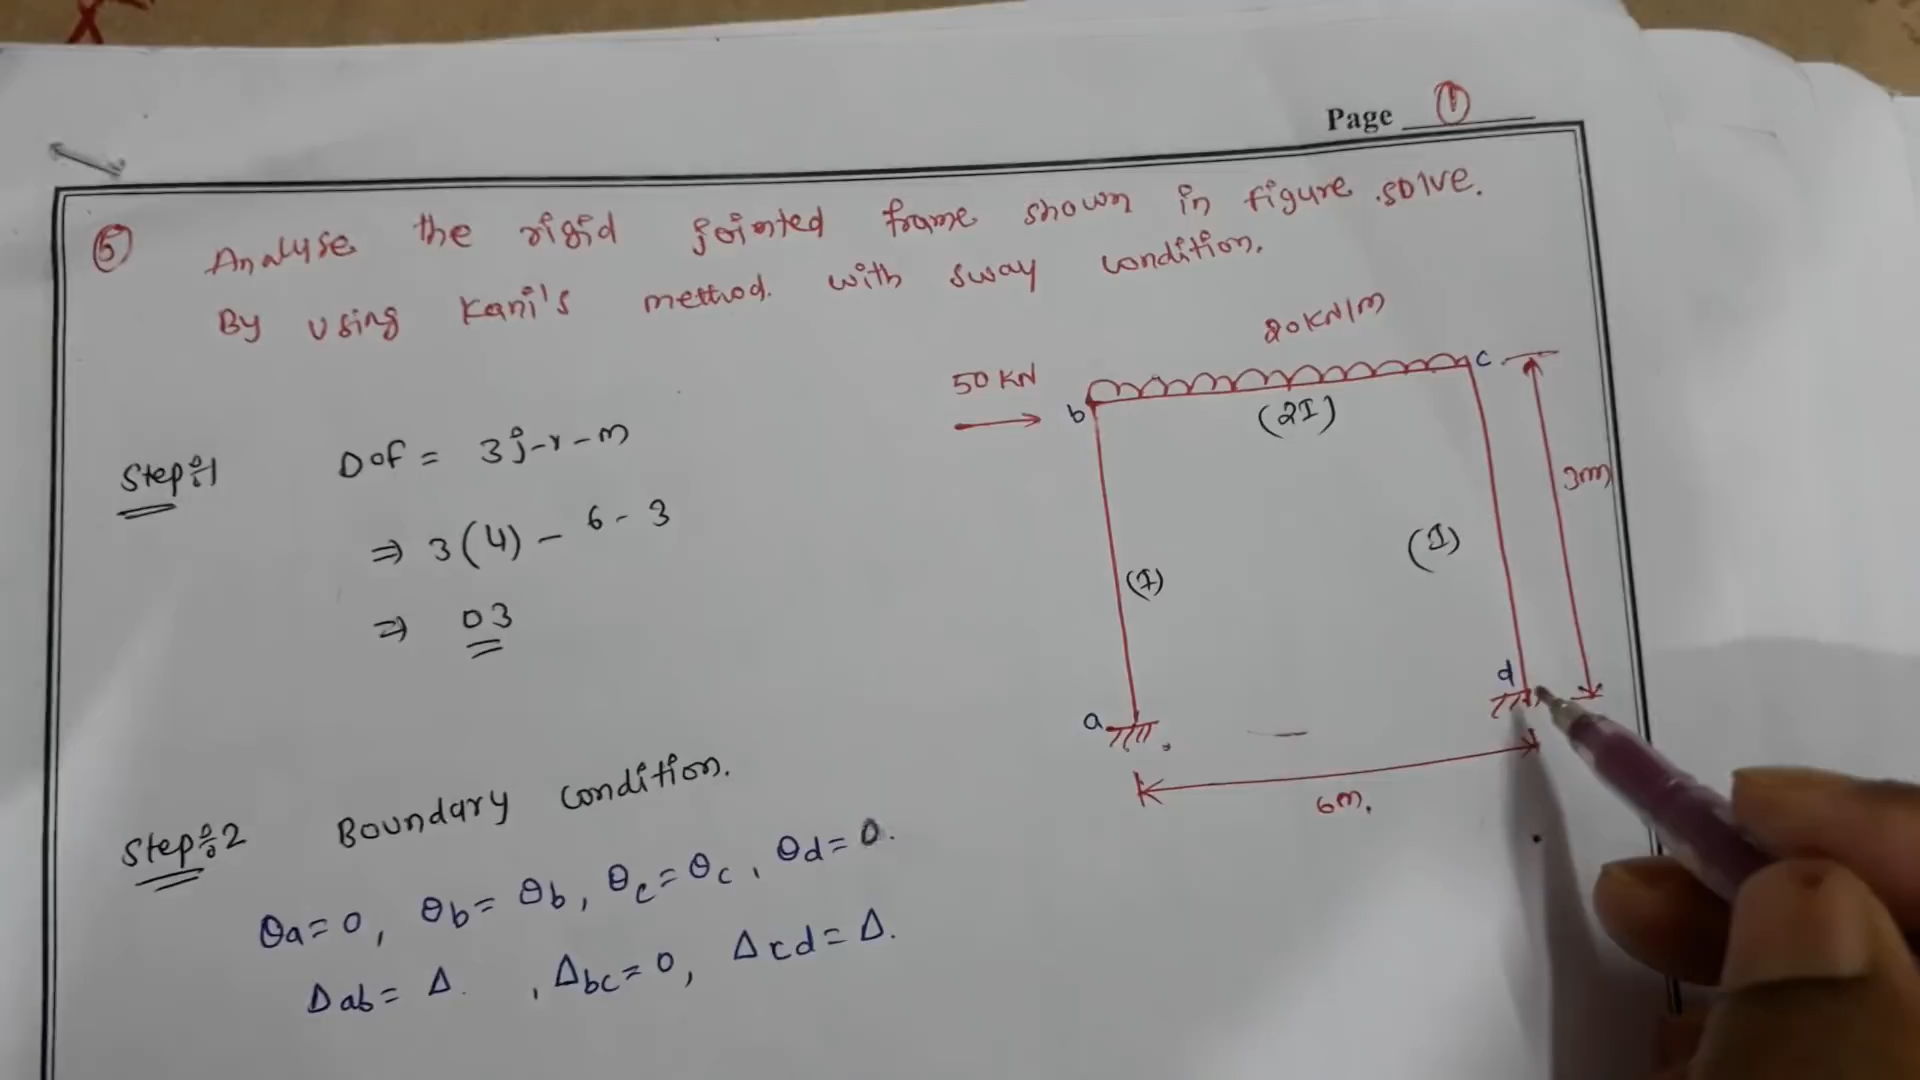 Page 1
5 Analyse the rigid jointed frame shown in figure .solve.
By using Kani's method. with sway condition.
20KN/m
50 KN
b
c
(2I)
3m
(I)
(I)
a
d
6m.
Step:1 Dof = 3j-r-m
⇒ 3(4) - 6 - 3
⇒ 03
Step:2 Boundary condition.
θa=0, θb= θb, θc=θc, θd=0.
Δab= Δ. , Δbc=0, Δcd=Δ.